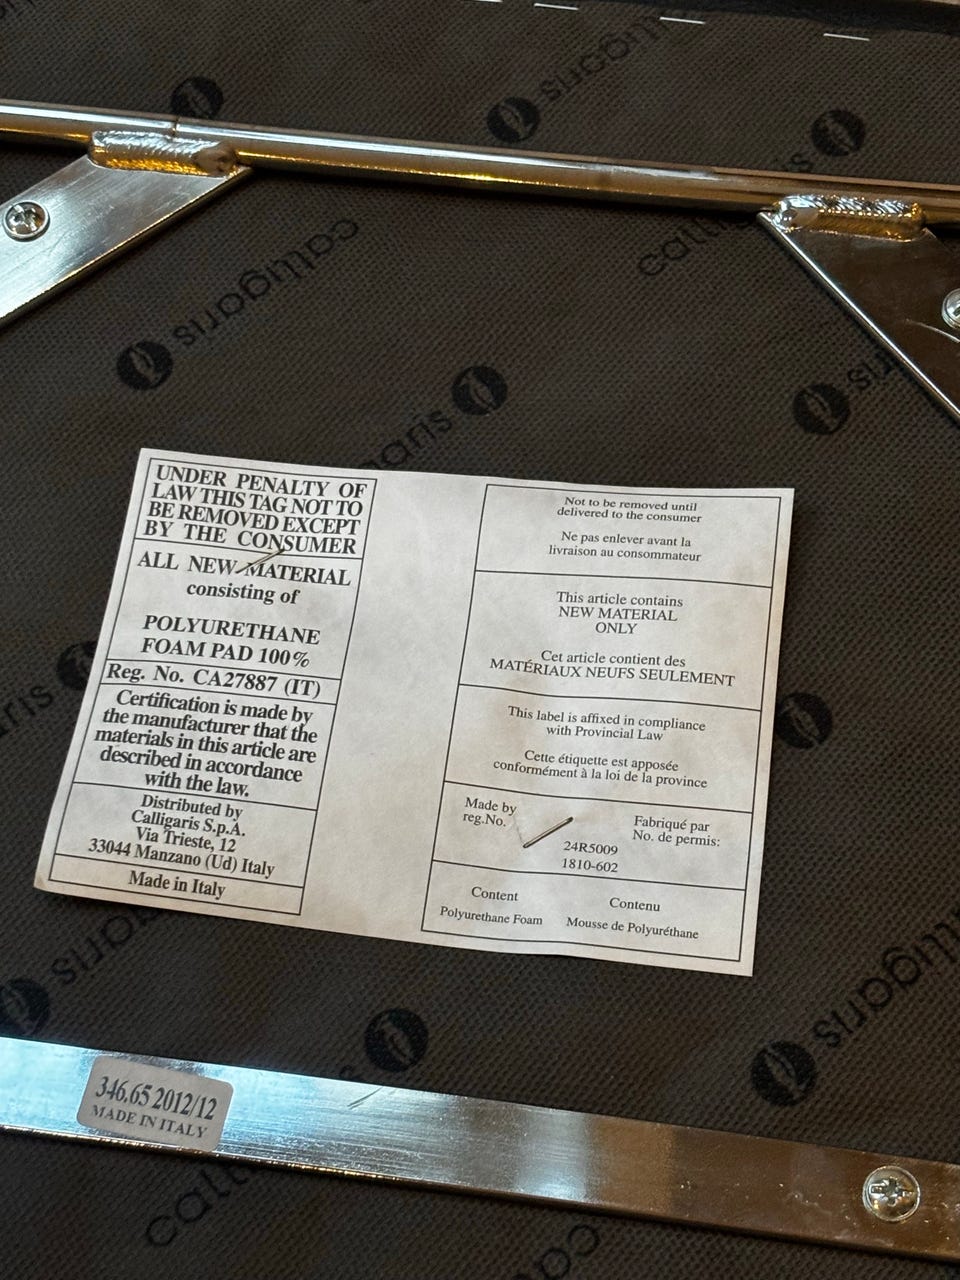 calligaris
calligaris
calligaris
UNDER PENALTY OF
LAW THIS TAG NOT TO
BE REMOVED EXCEPT
BY THE CONSUMER
ALL NEW MATERIAL
consisting of
POLYURETHANE
FOAM PAD 100%
Reg. No. CA27887 (IT)
Certification is made by
the manufacturer that the
materials in this article are
described in accordance
with the law.
Distributed by
Calligaris S.p.A.
Via Trieste, 12
33044 Manzano (Ud) Italy
Made in Italy
Not to be removed until
delivered to the consumer
Ne pas enlever avant la
livraison au consommateur
This article contains
NEW MATERIAL
ONLY
Cet article contient des
MATÉRIAUX NEUFS SEULEMENT
This label is affixed in compliance
with Provincial Law
Cette étiquette est apposée
conformément à la loi de la province
Made by
reg.No.
Fabriqué par
No. de permis:
24R5009
1810-602
Content
Polyurethane Foam
Contenu
Mousse de Polyuréthane
calligaris
346.65 2012/12
MADE IN ITALY